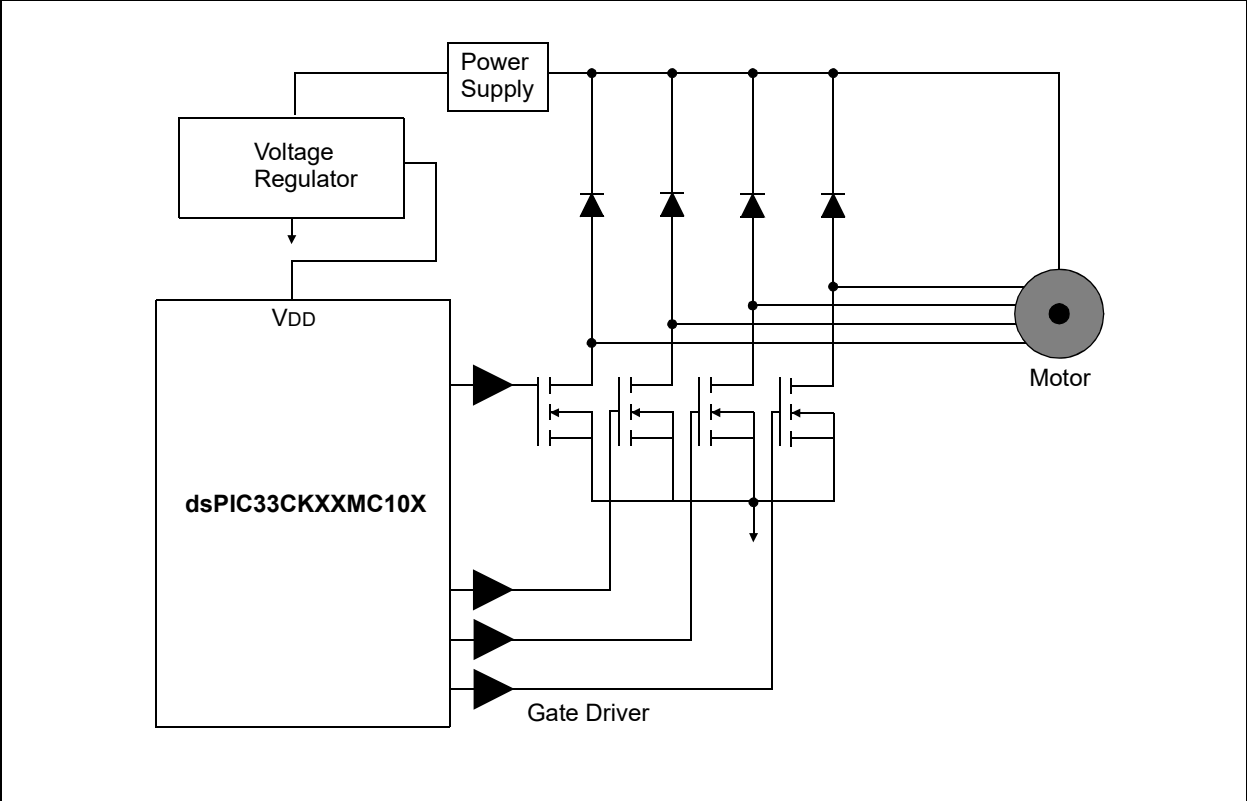 Power
Supply
Voltage
Regulator
VDD
Motor
dsPIC33CKXXMC10X
Gate Driver